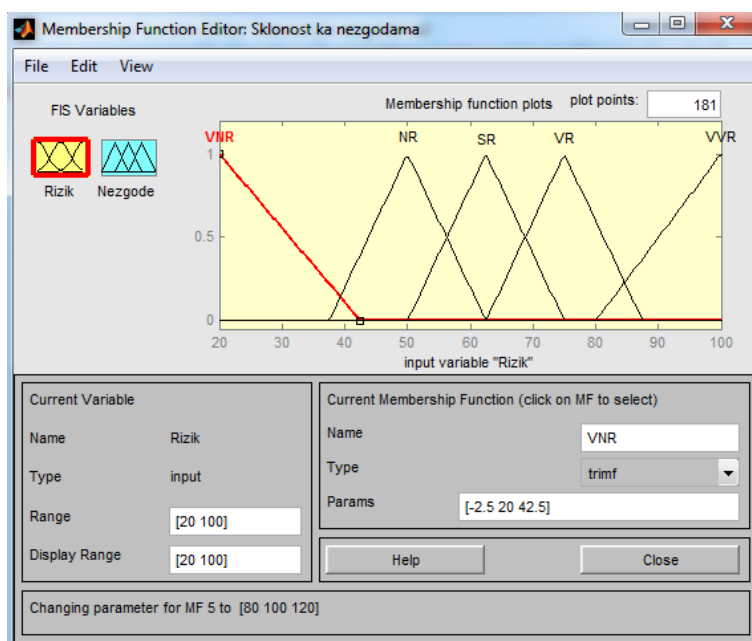 Membership Function Editor: Sklonost ka nezgodama
File Edit View
FIS Variables
Membership function plots plot points: 181
VNR NR SR VR VVR
1
Rizik Nezgode
0.5
0
20 30 40 50 60 70 80 90 100
input variable "Rizik"
Current Variable
Name Rizik
Type input
Range [20 100]
Display Range [20 100]
Current Membership Function (click on MF to select)
Name VNR
Type trimf
Params [-2.5 20 42.5]
Help Close
Changing parameter for MF 5 to [80 100 120]